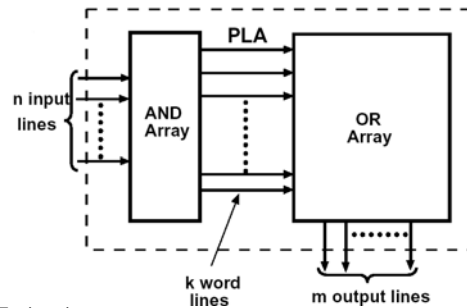 PLA
n input
lines
AND
Array
OR
Array
k word
lines
m output lines